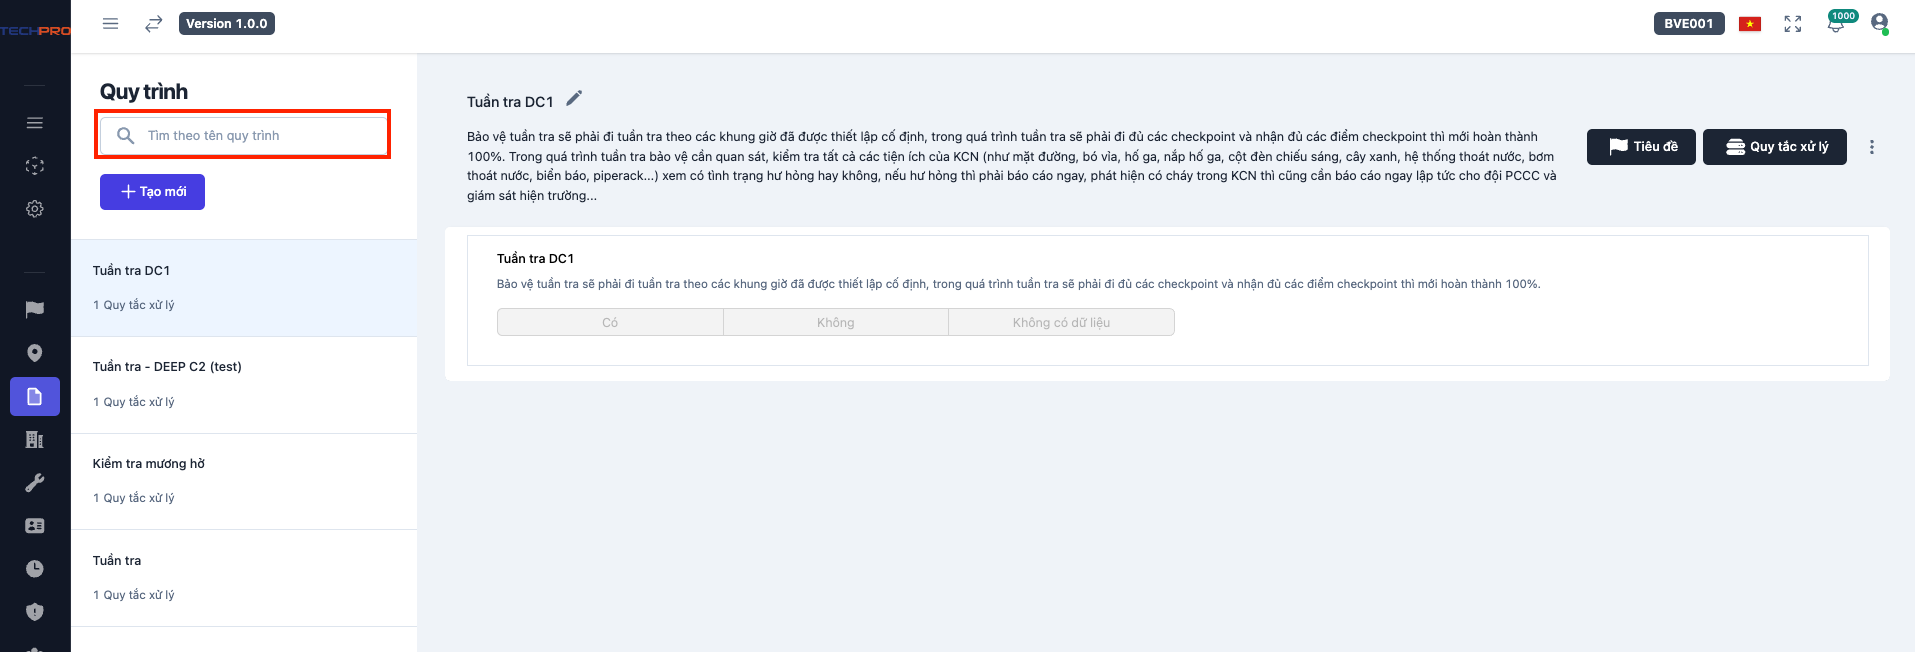 TECHPRO
Version 1.0.0
BVE001
1000
Quy trình
Tìm theo tên quy trình
Tạo mới
Tuần tra DC1
1 Quy tắc xử lý
Tuần tra - DEEP C2 (test)
1 Quy tắc xử lý
Kiểm tra mương hở
1 Quy tắc xử lý
Tuần tra
1 Quy tắc xử lý
Tuần tra DC1
Bảo vệ tuần tra sẽ phải đi tuần tra theo các khung giờ đã được thiết lập cố định, trong quá trình tuần tra sẽ phải đi đủ các checkpoint và nhận đủ các điểm checkpoint thì mới hoàn thành
100%. Trong quá trình tuần tra bảo vệ cần quan sát, kiểm tra tất cả các tiện ích của KCN (như mặt đường, bó vỉa, hố ga, nắp hố ga, cột đèn chiếu sáng, cây xanh, hệ thống thoát nước, bơm
thoát nước, biển báo, piperack...) xem có tình trạng hư hỏng hay không, nếu hư hỏng thì phải báo cáo ngay, phát hiện có cháy trong KCN thì cũng cần báo cáo ngay lập tức cho đội PCCC và
giám sát hiện trường...
Tiêu đề
Quy tắc xử lý
Tuần tra DC1
Bảo vệ tuần tra sẽ phải đi tuần tra theo các khung giờ đã được thiết lập cố định, trong quá trình tuần tra sẽ phải đi đủ các checkpoint và nhận đủ các điểm checkpoint thì mới hoàn thành 100%.
Có
Không
Không có dữ liệu